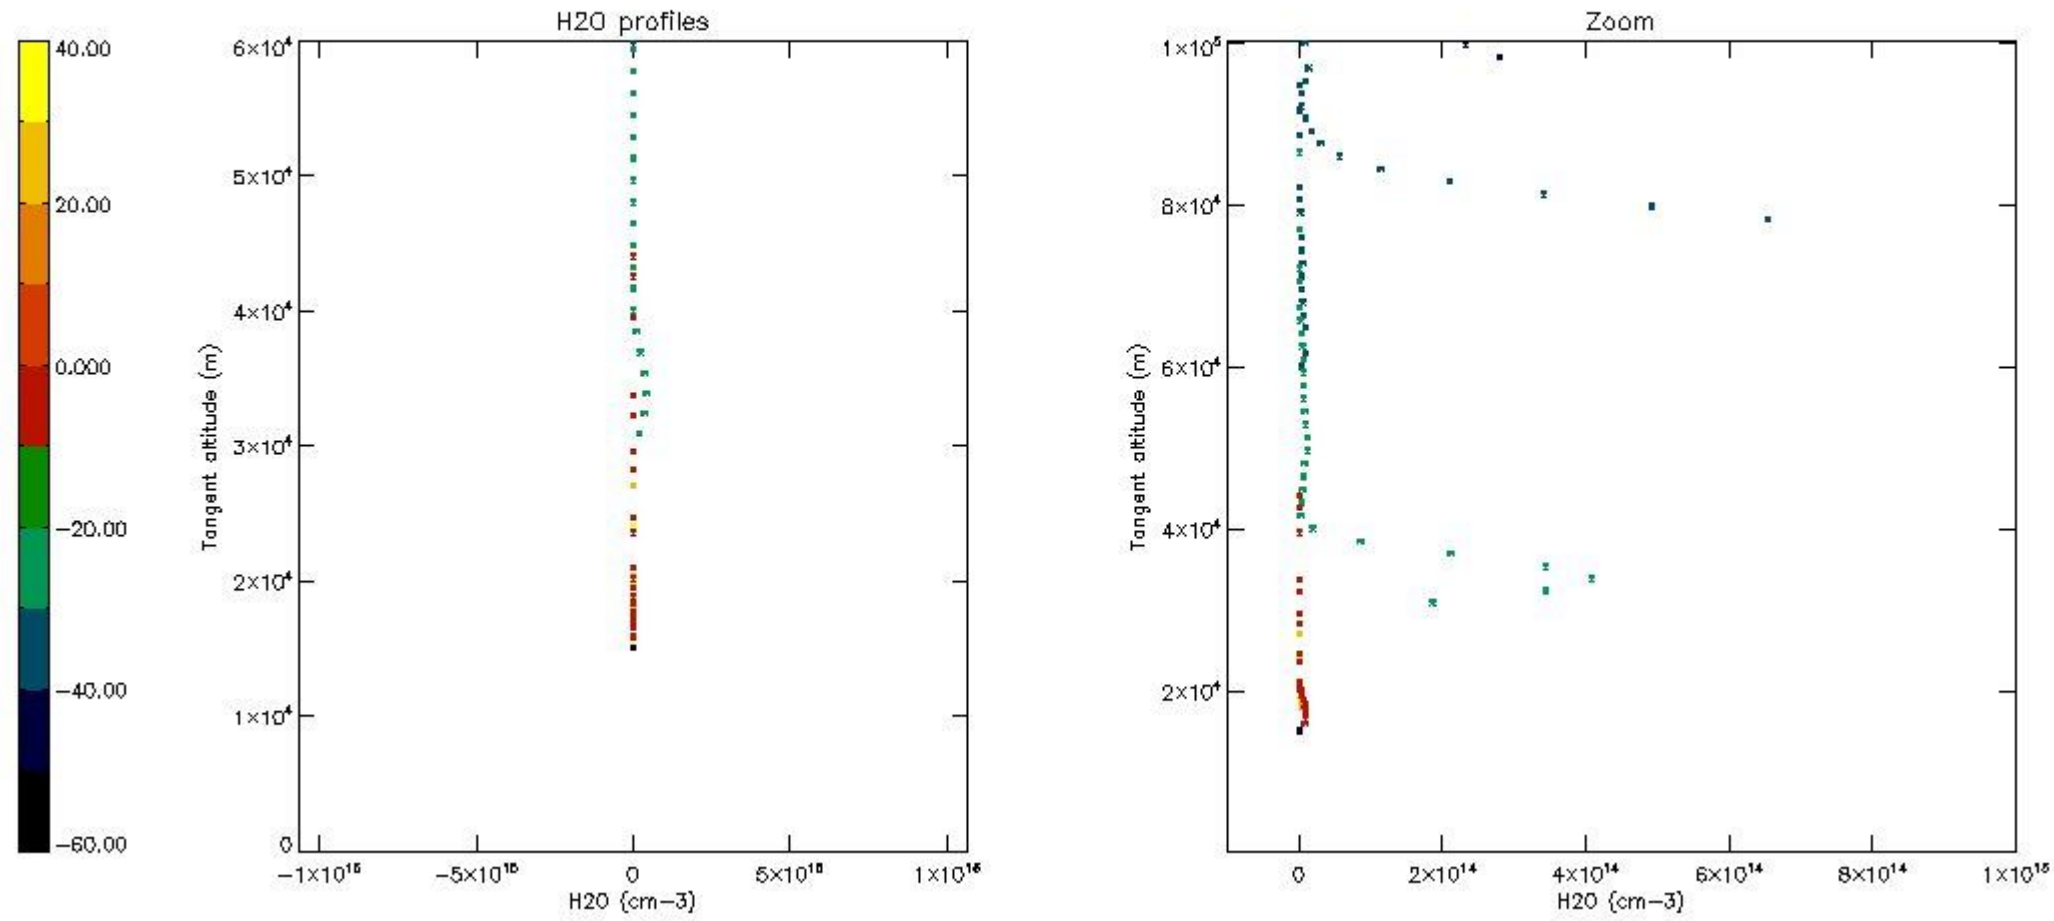 H2O profiles
6×10⁴
5×10⁴
4×10⁴
3×10⁴
2×10⁴
1×10⁴
0
Tangent altitude (m)
−1×10¹⁶ −5×10¹⁵ 0 5×10¹⁵ 1×10¹⁶
H2O (cm−3)
40.00
20.00
0.000
−20.00
−40.00
−60.00
Zoom
1×10⁵
8×10⁴
6×10⁴
4×10⁴
2×10⁴
Tangent altitude (m)
0 2×10¹⁴ 4×10¹⁴ 6×10¹⁴ 8×10¹⁴ 1×10¹⁵
H2O (cm−3)